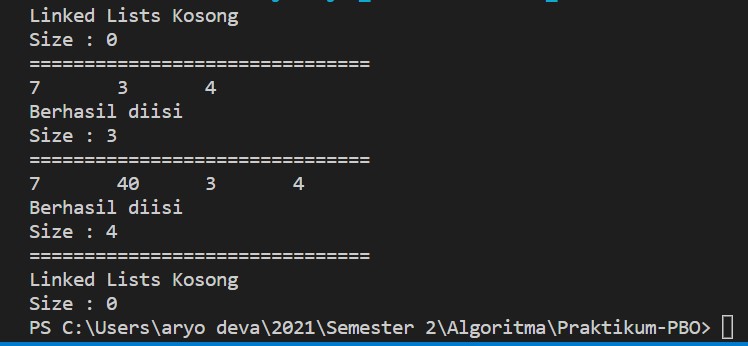 Linked Lists Kosong
Size : 0
===============================
7 3 4
Berhasil diisi
Size : 3
===============================
7 40 3 4
Berhasil diisi
Size : 4
===============================
Linked Lists Kosong
Size : 0
PS C:\Users\aryo deva\2021\Semester 2\Algoritma\Praktikum-PBO>